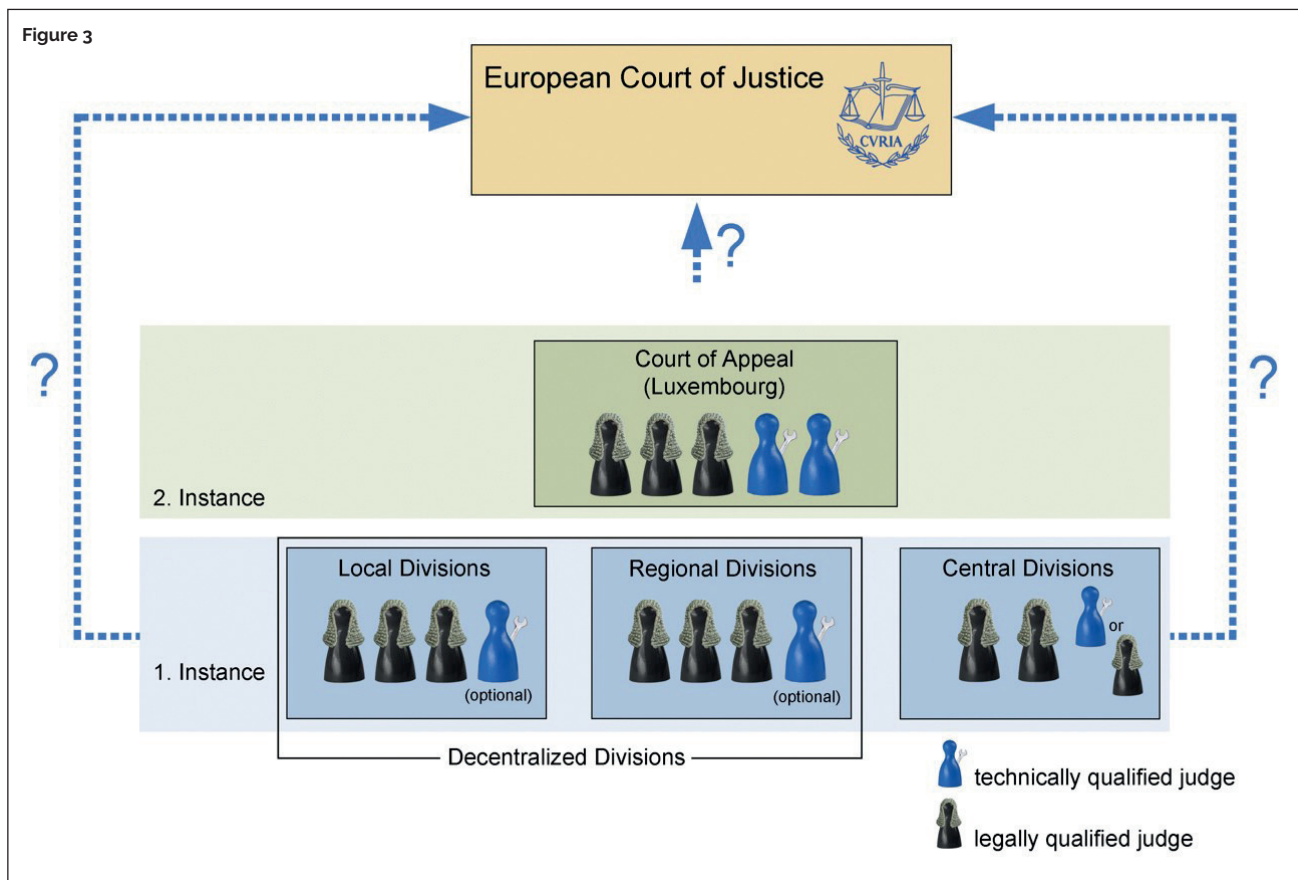 Figure 3
European Court of Justice
CVRIA
?
?
?
Court of Appeal
(Luxembourg)
2. Instance
Local Divisions
Regional Divisions
Central Divisions
or
1. Instance
(optional)
(optional)
Decentralized Divisions
technically qualified judge
legally qualified judge